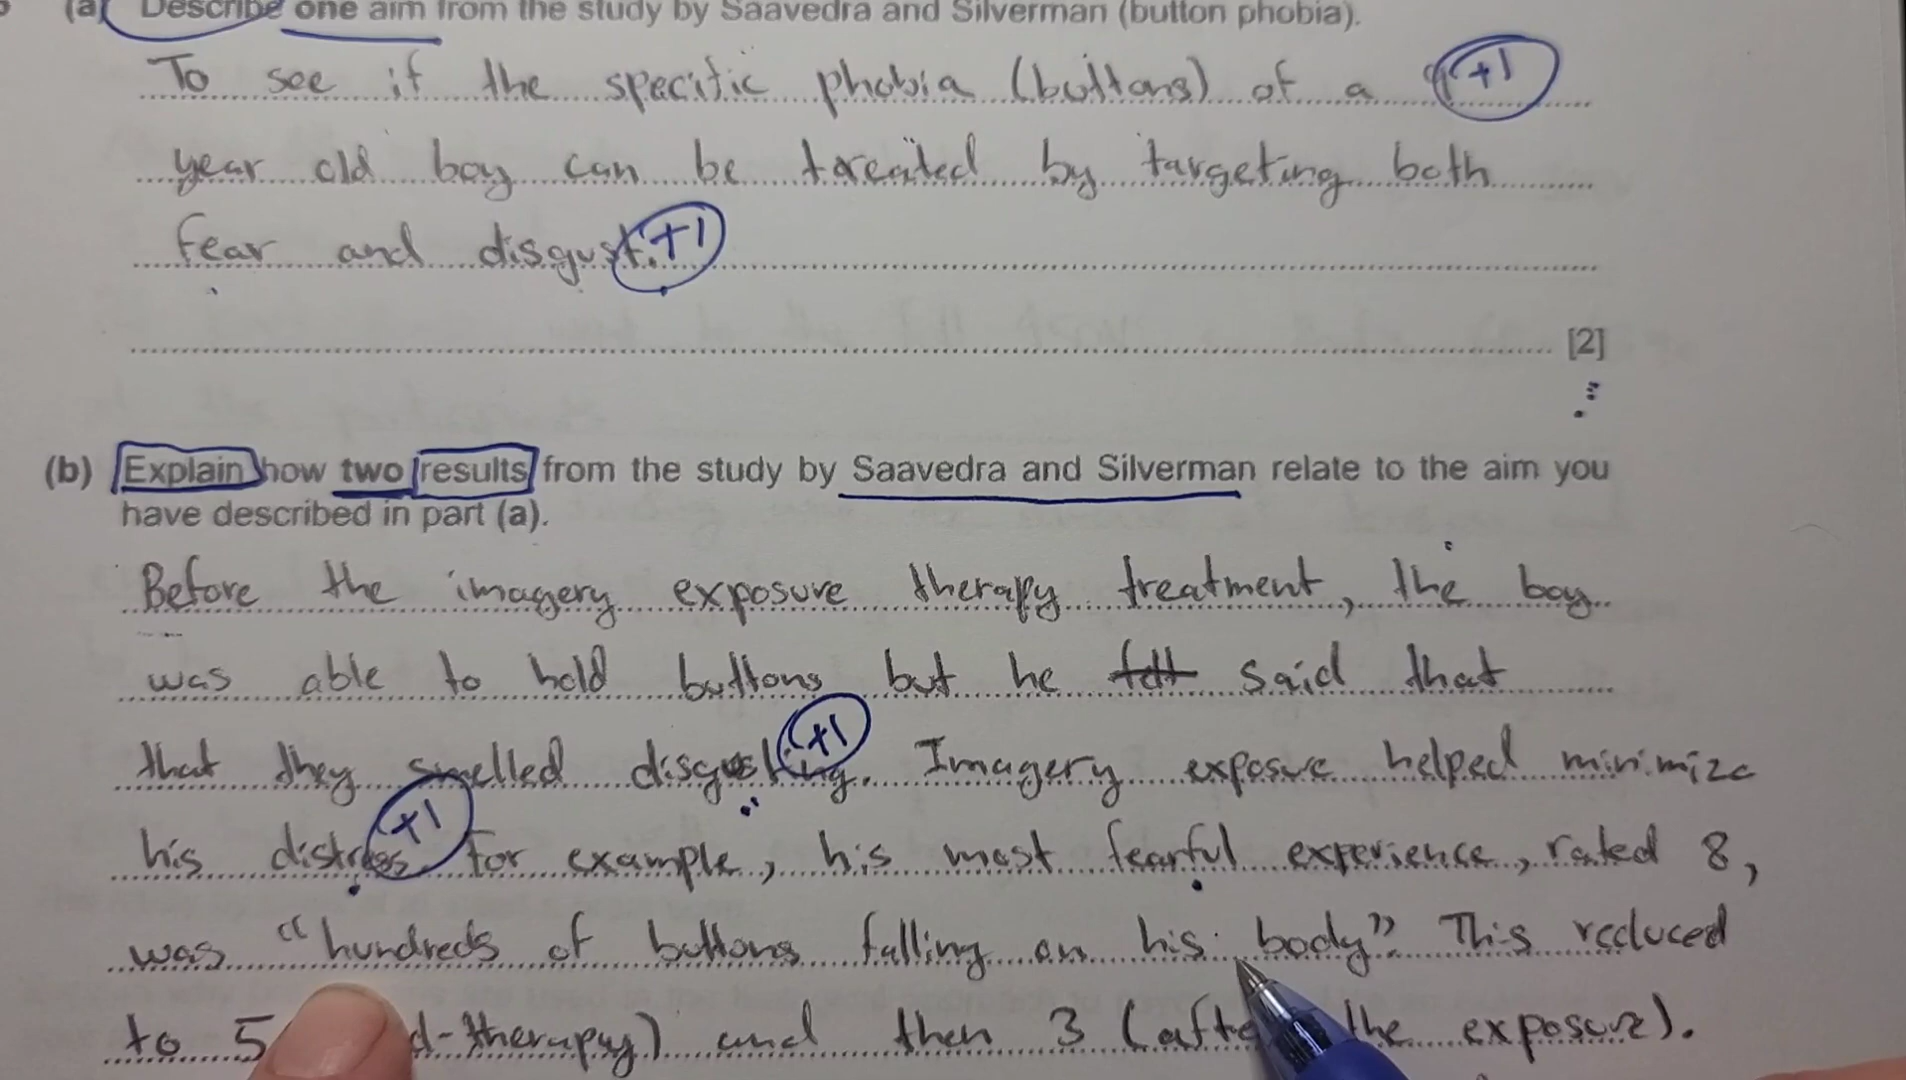 (a) Describe one aim from the study by Saavedra and Silverman (button phobia).
To see if the specific phobia (buttons) of a +1
year old boy can be treated by targeting both
fear and disgust. +1
[2]
(b) Explain how two results from the study by Saavedra and Silverman relate to the aim you
have described in part (a).
Before the imagery exposure therapy treatment, the boy
was able to hold buttons but he said that
that they smelled disgusting. +1 Imagery exposure helped minimize
his distress +1 For example, his most fearful experience, rated 8,
was "hundreds of buttons falling on his body". This reduced
to 5 d-therapy) and then 3 (after the exposure).